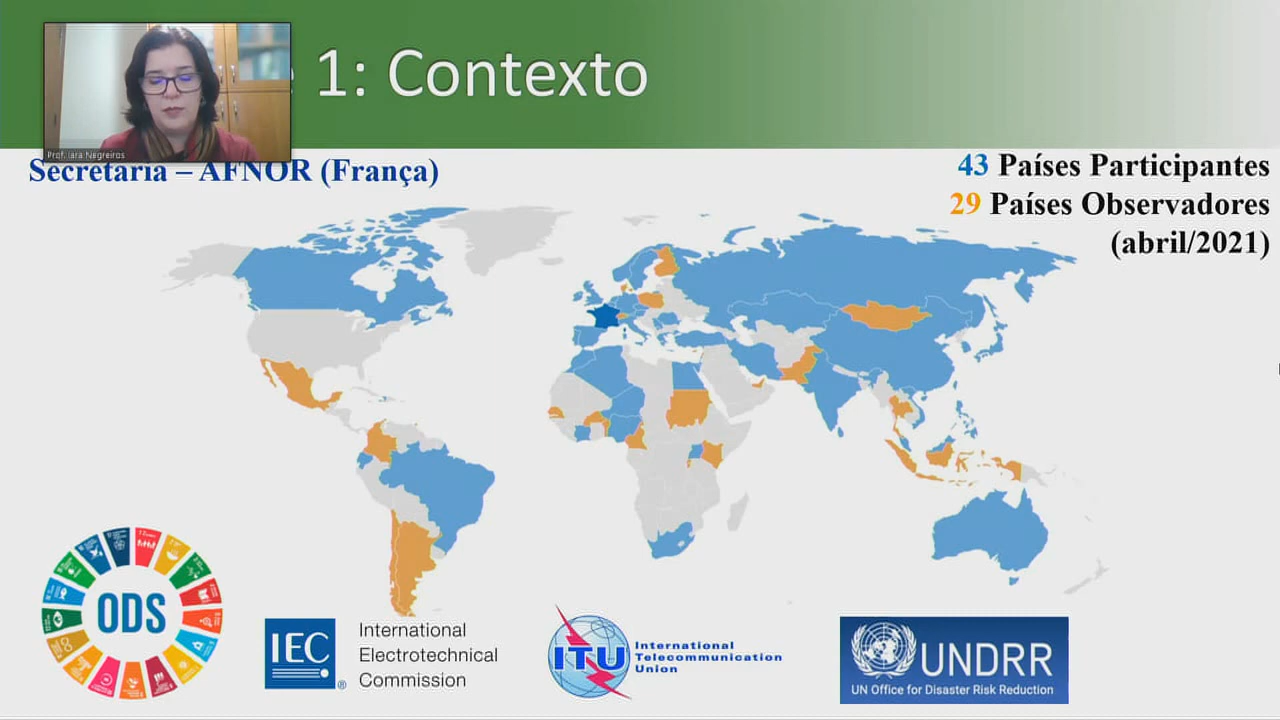 1: Contexto
Prof. Iara Negreiros
Secretaria – AFNOR (França)
43 Países Participantes
29 Países Observadores
(abril/2021)
ODS
IEC
®
International
Electrotechnical
Commission
ITU
International
Telecommunication
Union
UNDRR
UN Office for Disaster Risk Reduction